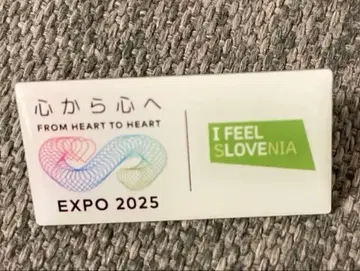 心から心へ
FROM HEART TO HEART
EXPO 2025
I FEEL
SLOVENIA